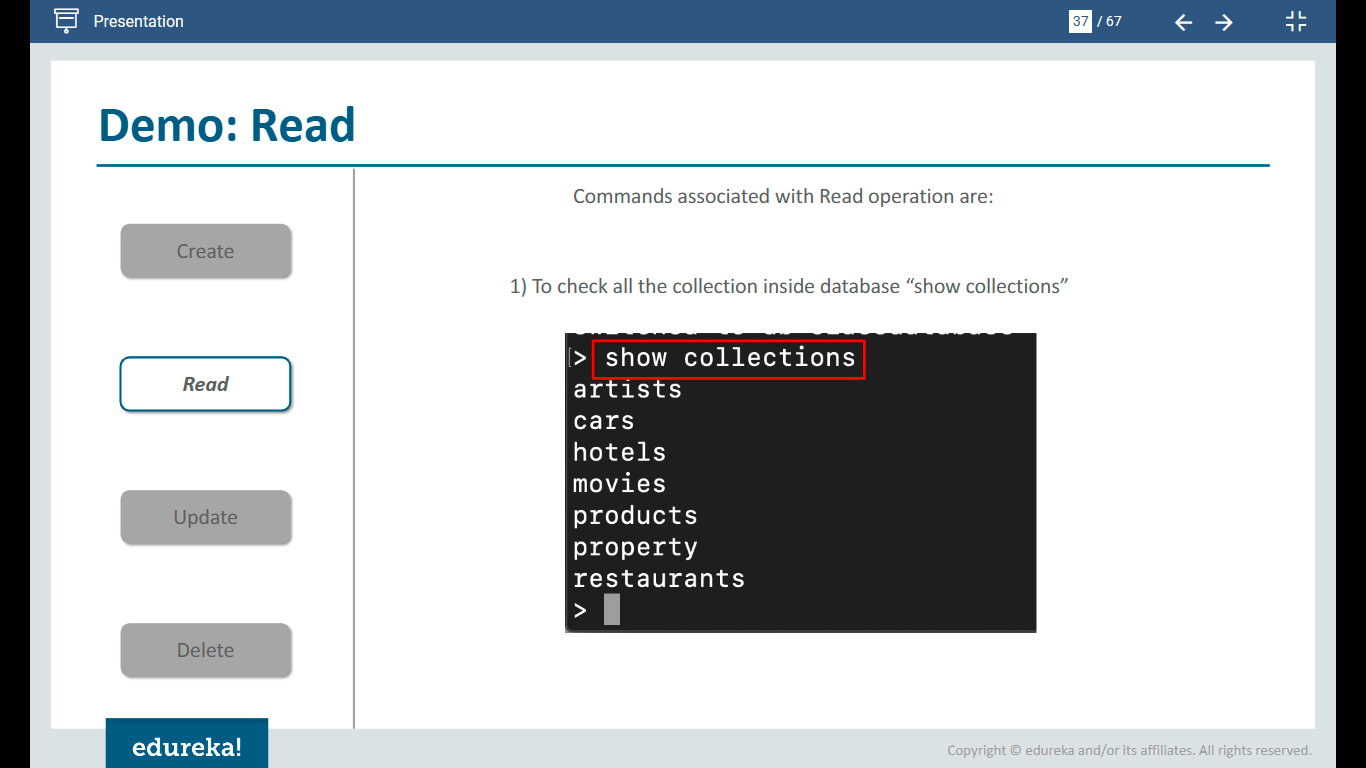 Presentation
37 / 67
Demo: Read
Create
Read
Update
Delete
Commands associated with Read operation are:
1) To check all the collection inside database “show collections”
> show collections
artists
cars
hotels
movies
products
property
restaurants
>
edureka!
Copyright © edureka and/or its affiliates. All rights reserved.